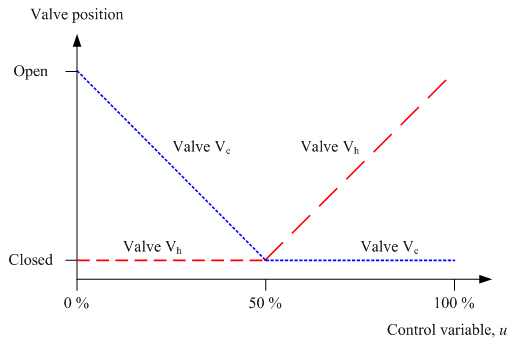 Valve position
Open
Valve Vc
Valve Vh
Valve Vh
Valve Vc
Closed
0 %
50 %
100 %
Control variable, u